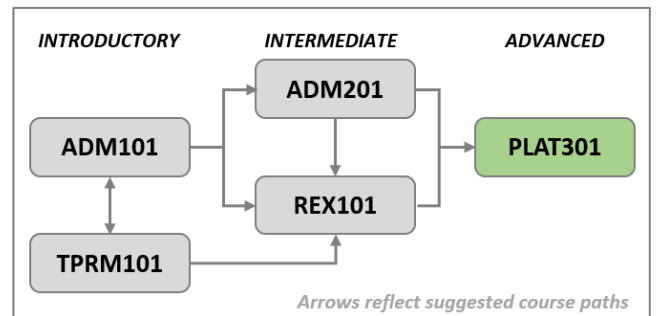 INTRODUCTORY
INTERMEDIATE
ADVANCED
ADM201
ADM101
PLAT301
REX101
TPRM101
Arrows reflect suggested course paths